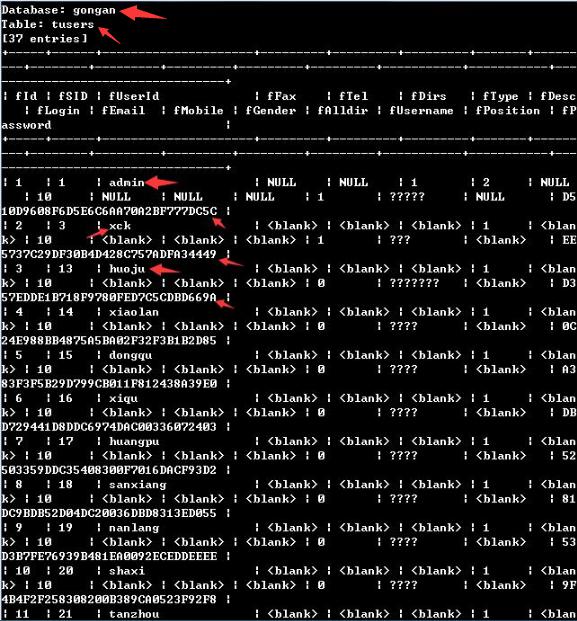 Database: gongan
Table: tusers
[37 entries]
| fId | fSID | fUserId | fFax | fTel | fDirs | fType | fDesc
| fLogin | fEmail | fMobile | fGender | fAlldir | fUsername | fPosition | fP
assword |
| 1 | 1 | admin | NULL | NULL | 1 | 2 | NULL
| 10 | NULL | NULL | NULL | 1 | ????? | NULL | D5
10D9608F6D5E6C6AA70A2BF777DC5C |
| 2 | 3 | xck | <blank> | <blank> | <blank> | 1 | <blan
k> | 10 | <blank> | <blank> | <blank> | 1 | ??? | <blank> | EE
5737C29DF30B4D428C757ADFA34449 |
| 3 | 13 | huoju | <blank> | <blank> | <blank> | 1 | <blan
k> | 10 | <blank> | <blank> | <blank> | 0 | ??????? | <blank> | D3
57EDDE1B718F9780FED7C5CDBD669A |
| 4 | 14 | xiaolan | <blank> | <blank> | <blank> | 1 | <blan
k> | 10 | <blank> | <blank> | <blank> | 0 | ???? | <blank> | 0C
24E988BB4875A5BA02F32F3B1B2D85 |
| 5 | 15 | dongqu | <blank> | <blank> | <blank> | 1 | <blan
k> | 10 | <blank> | <blank> | <blank> | 0 | ???? | <blank> | A3
83F3F5B29D799CB011F812438A39E0 |
| 6 | 16 | xiqu | <blank> | <blank> | <blank> | 1 | <blan
k> | 10 | <blank> | <blank> | <blank> | 0 | ???? | <blank> | DB
D729441D8DDC6974DAC00336072403 |
| 7 | 17 | huangpu | <blank> | <blank> | <blank> | 1 | <blan
k> | 10 | <blank> | <blank> | <blank> | 0 | ???? | <blank> | 52
503359DDC35408300F7016DACF93D2 |
| 8 | 18 | sanxiang | <blank> | <blank> | <blank> | 1 | <blan
k> | 10 | <blank> | <blank> | <blank> | 0 | ???? | <blank> | 81
DC9BDB52D04DC20036DBD8313ED055 |
| 9 | 19 | nanlang | <blank> | <blank> | <blank> | 1 | <blan
k> | 10 | <blank> | <blank> | <blank> | 0 | ???? | <blank> | 53
D3B7FE76939B481EA0092ECEDDEEEE |
| 10 | 20 | shaxi | <blank> | <blank> | <blank> | 1 | <blan
k> | 10 | <blank> | <blank> | <blank> | 0 | ???? | <blank> | 9F
4B4F2F258308200B389CA0523F92F8 |
| 11 | 21 | tanzhou | <blank> | <blank> | <blank> | 1 | <blan